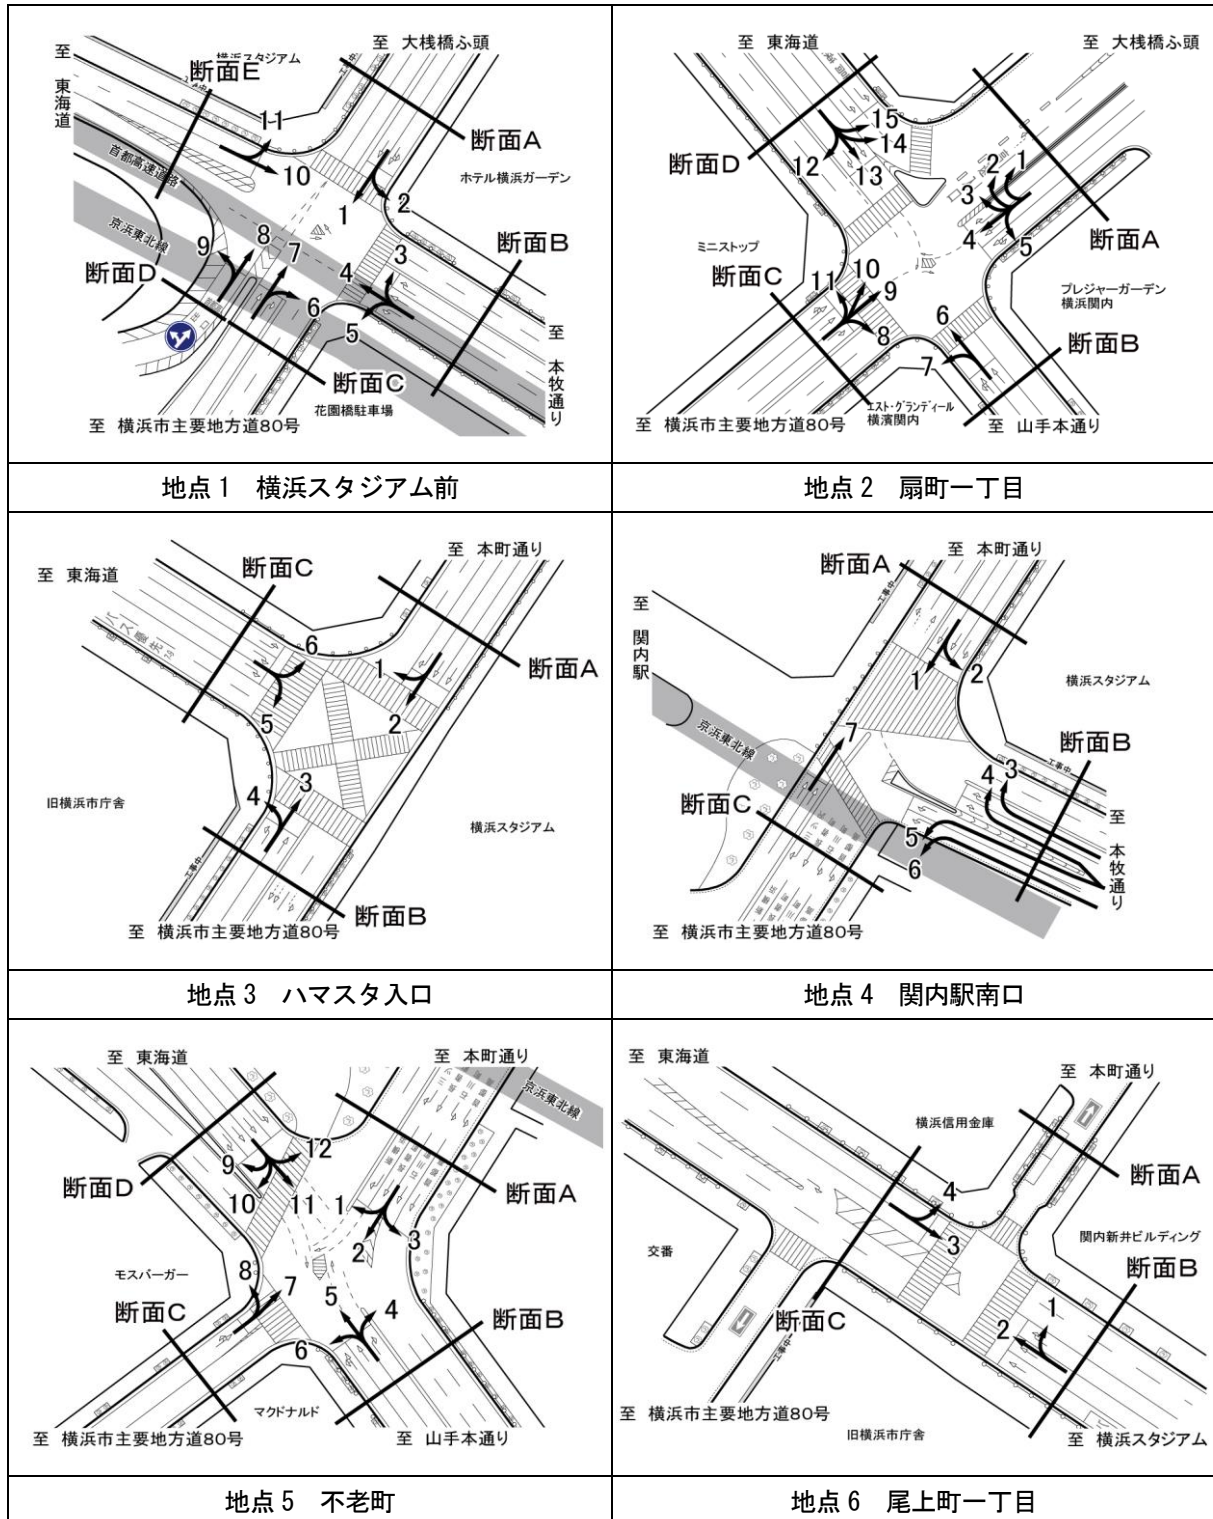 至 東海道
横浜スタジアム
工事中
至 大桟橋ふ頭
断面E
断面A
ホテル横浜ガーデン
首都高速道路
京浜東北線
11
10
1
2
3
4
5
6
7
8
9
断面B
断面D
断面C
花園橋駐車場
至 本牧通り
至 横浜市主要地方道80号
地点1 横浜スタジアム前
至 東海道
至 大桟橋ふ頭
断面D
15
14
13
12
2
1
3
4
5
断面A
ミニストップ
断面C
11
10
9
8
6
7
プレジャーガーデン
横浜関内
断面B
エスト・グランディール
横濱関内
至 横浜市主要地方道80号
至 山手本通り
地点2 扇町一丁目
至 東海道
断面C
至 本町通り
バス優先
6
1
断面A
5
2
4
3
旧横浜市庁舎
横浜スタジアム
工事中
断面B
至 横浜市主要地方道80号
地点3 ハマスタ入口
至 関内駅
断面A
至 本町通り
工事中
1
2
横浜スタジアム
7
京浜東北線
断面B
工事中
4
3
断面C
5
6
至 本牧通り
至 横浜市主要地方道80号
地点4 関内駅南口
至 東海道
至 本町通り
京浜東北線
12
9
断面D
10
11
1
2
3
断面A
モスバーガー
8
7
5
4
断面C
断面B
6
マクドナルド
至 横浜市主要地方道80号
至 山手本通り
地点5 不老町
至 東海道
至 本町通り
横浜信用金庫
断面A
4
3
交番
関内新井ビルディング
断面B
断面C
1
2
工事中
至 横浜市主要地方道80号
旧横浜市庁舎
至 横浜スタジアム
地点6 尾上町一丁目